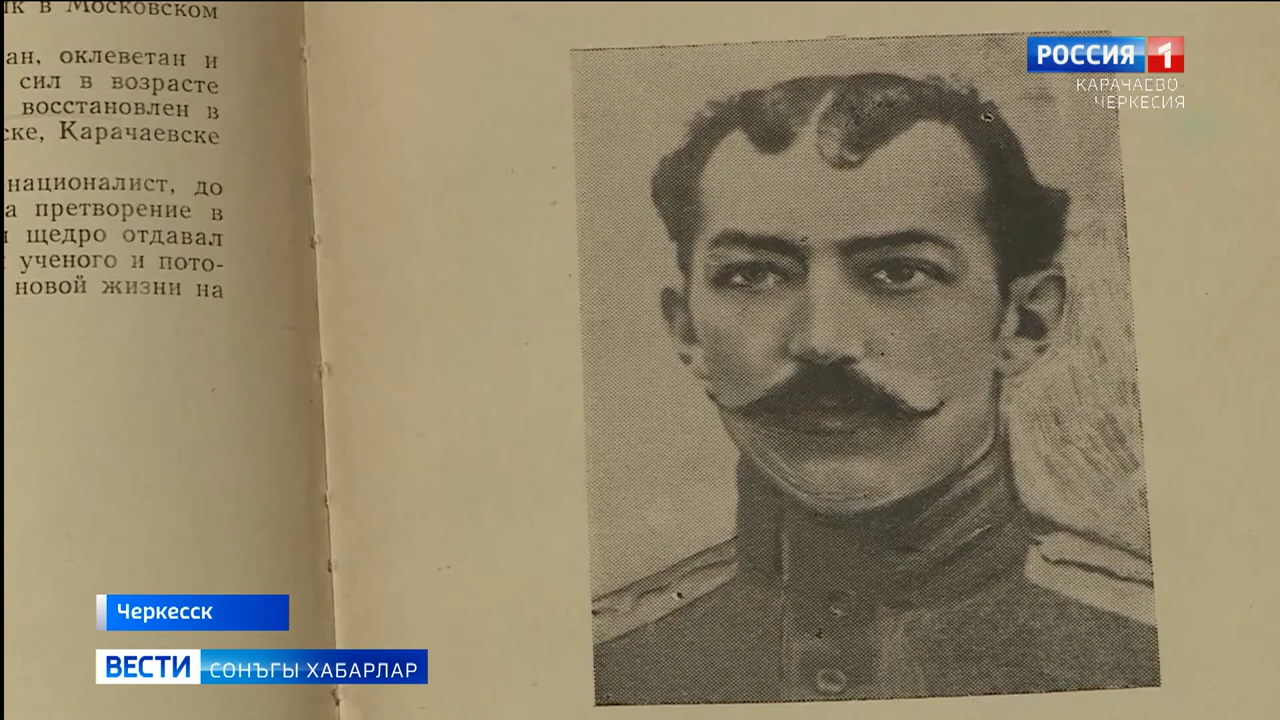 ик в Московском
ан, оклеветан и
сил в возрасте
восстановлен в
ске, Карачаевске
националист, до
а претворение в
щедро отдавал
ученого и пото-
новой жизни на
РОССИЯ 1
КАРАЧАЕВО
ЧЕРКЕСИЯ
Черкесск
ВЕСТИ СОНЪГЫ ХАБАРЛАР